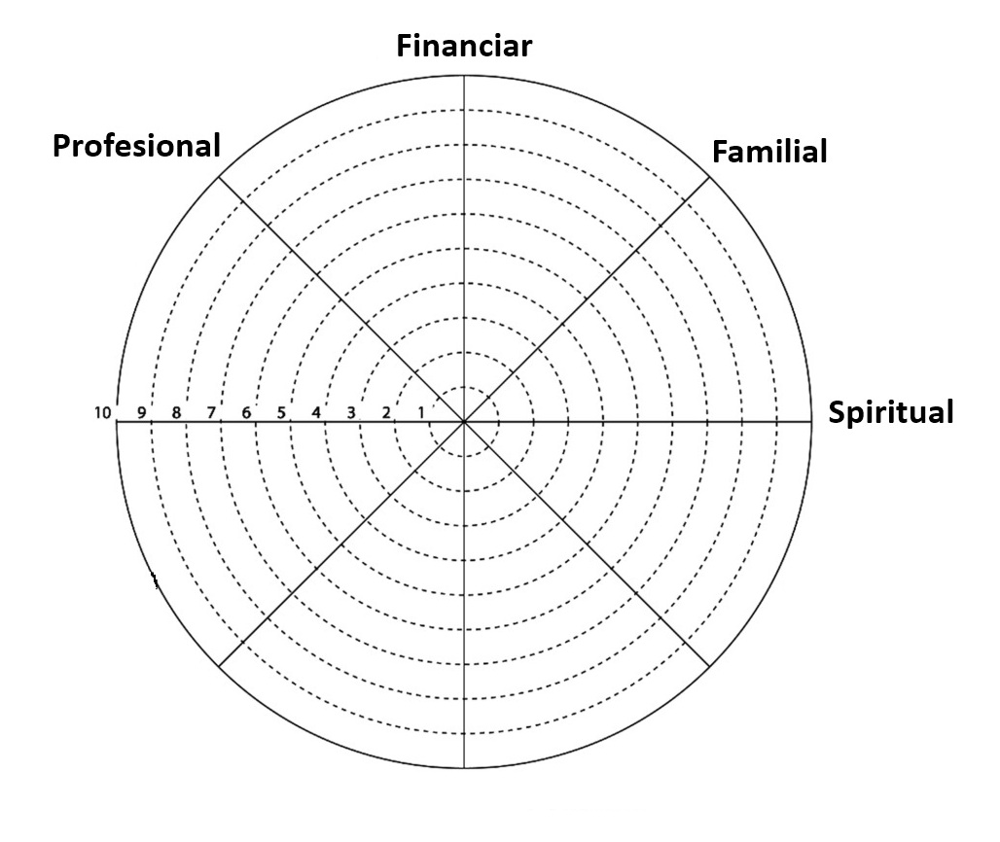 Financiar
Profesional
Familial
10 9 8 7 6 5 4 3 2 1
Spiritual